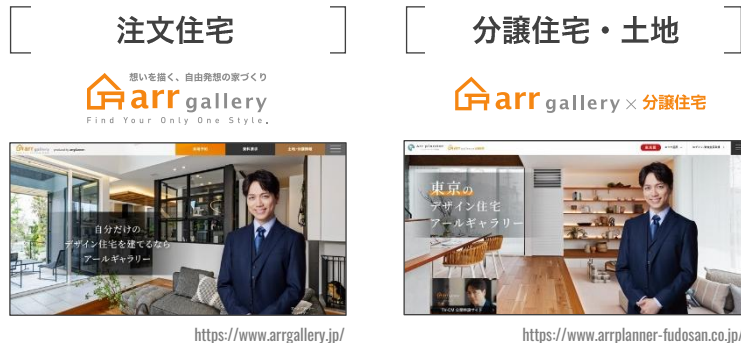 注文住宅
想いを描く、自由発想の家づくり
arr gallery
Find Your Only One Style.
arr gallery
自分だけの
デザイン住宅を建てるなら
アールギャラリー
https://www.arrgallery.jp/
分譲住宅・土地
arr gallery × 分譲住宅
arr planner
東京の
デザイン住宅
アールギャラリー
https://www.arrplanner-fudosan.co.jp/